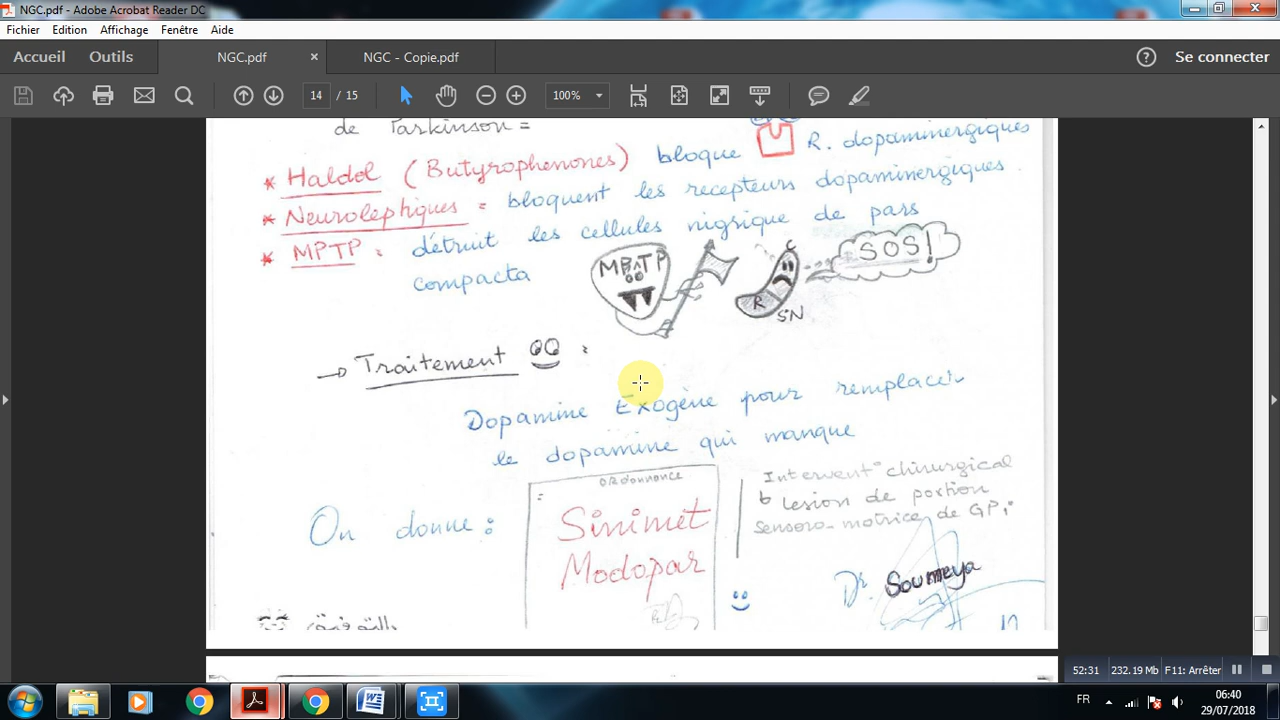 NGC.pdf - Adobe Acrobat Reader DC
Fichier Edition Affichage Fenêtre Aide
Accueil Outils NGC.pdf × NGC - Copie.pdf ? Se connecter
14 / 15 100%
de Parkinson =
* Haldol (Butyrophenones) bloque R. dopaminergiques
* Neuroleptiques = bloquent les recepteurs dopaminergiques.
* MPTP : détruit les cellules nigsique de pars
compacta
MPTP
SOS!
C
R
SN
→ Traitement :
Dopamine Exogène pour remplacer
le dopamine qui manque
On donne :
ORdonnance
Sinimet
Modopar
Intervent° chirurgical
↳ Lesion de portion
sensoro-motrice de GPi
Dr. Soumeya
52:31 232.19 Mb F11: Arrêter
FR
06:40
29/07/2018